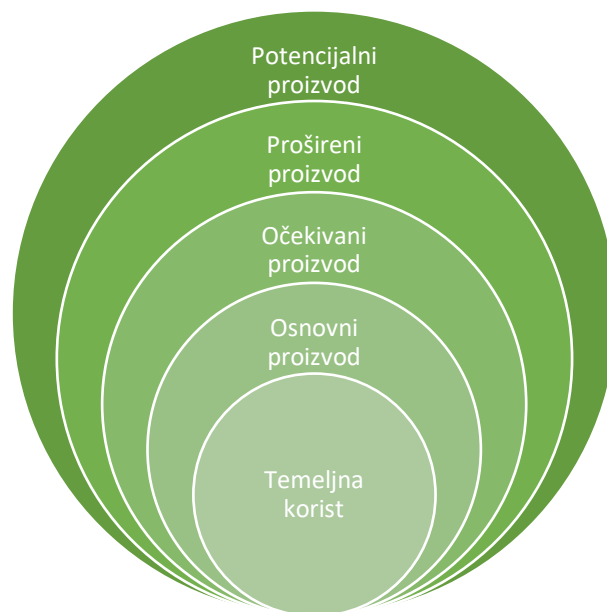 Potencijalni
proizvod
Prošireni
proizvod
Očekivani
proizvod
Osnovni
proizvod
Temeljna
korist